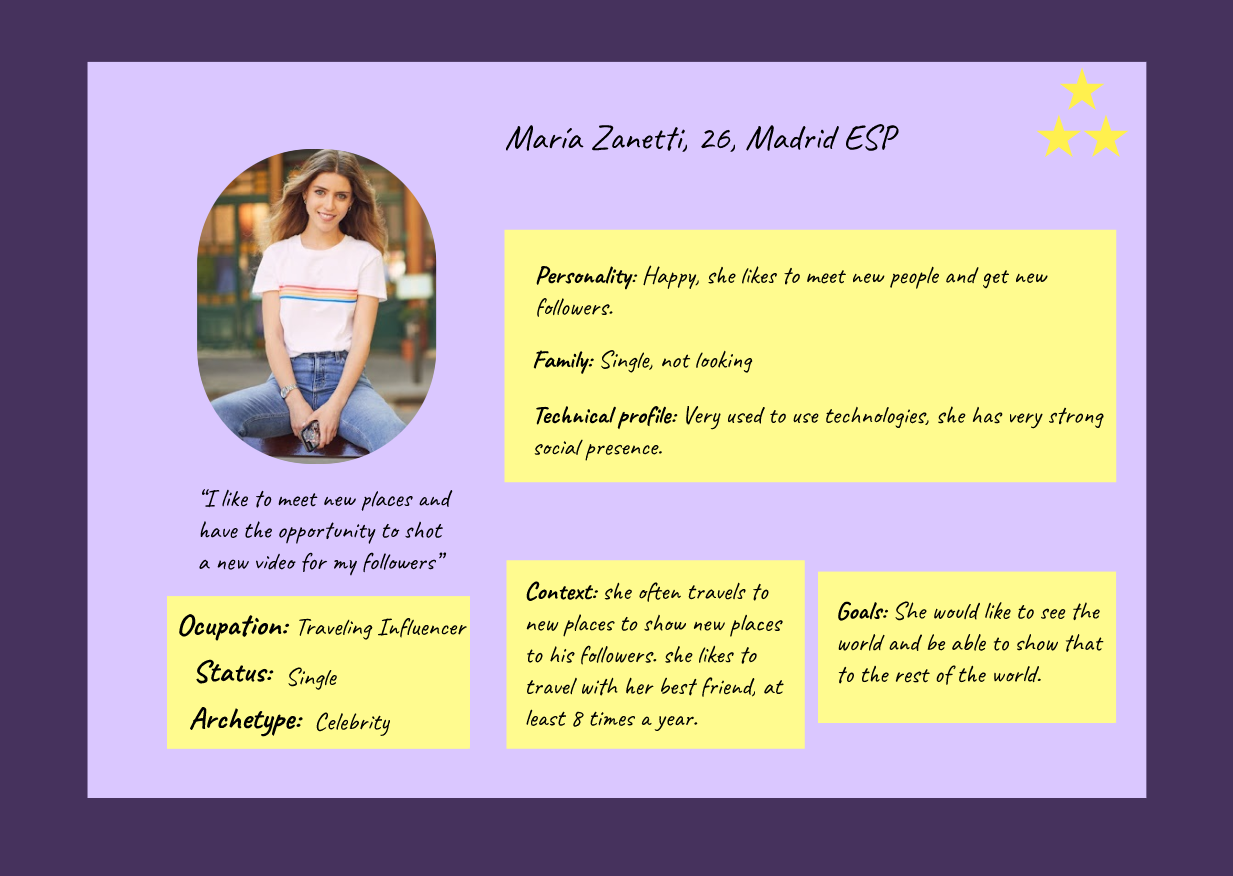 María Zanetti, 26, Madrid ESP
Personality: Happy, she likes to meet new people and get new
followers.
Family: Single, not looking
Technical profile: Very used to use technologies, she has very strong
social presence.
“I like to meet new places and
have the opportunity to shot
a new video for my followers”
Ocupation: Traveling Influencer
Status: Single
Archetype: Celebrity
Context: she often travels to
new places to show new places
to his followers. she likes to
travel with her best friend, at
least 8 times a year.
Goals: She would like to see the
world and be able to show that
to the rest of the world.